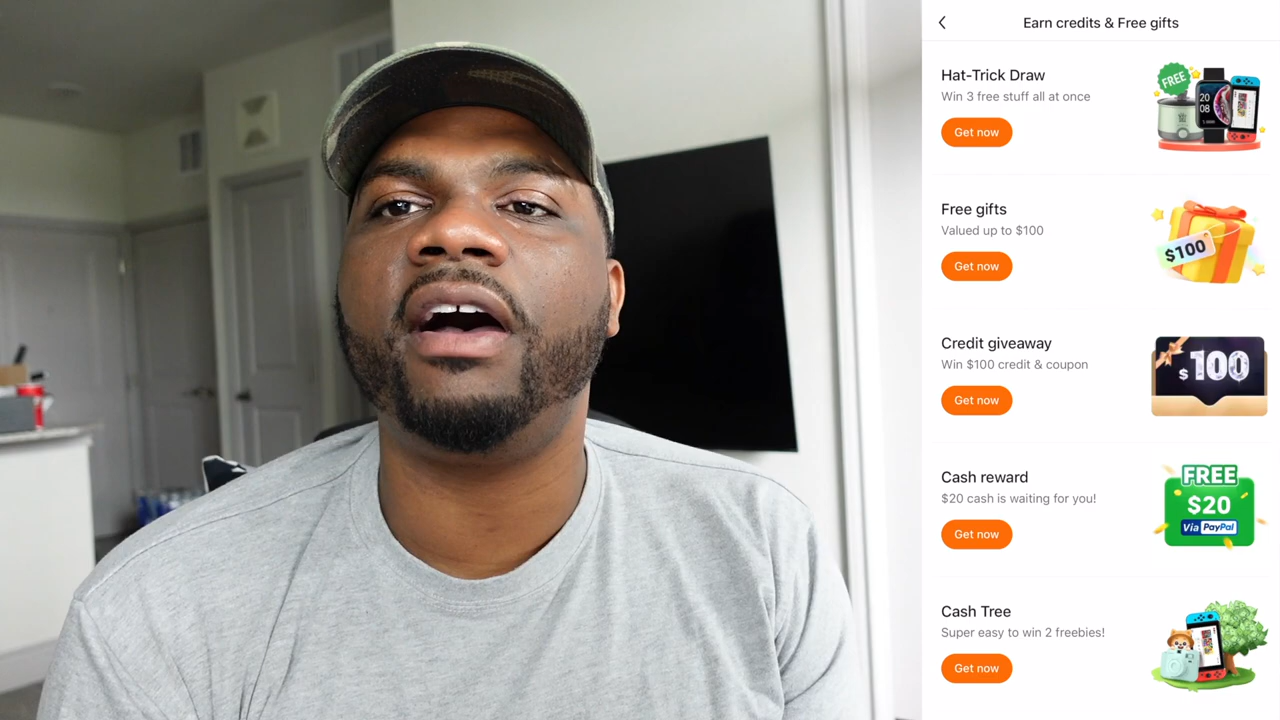 Earn credits & Free gifts
Hat-Trick Draw
Win 3 free stuff all at once
Get now
FREE
20
08
Free gifts
Valued up to $100
Get now
$100
Credit giveaway
Win $100 credit & coupon
Get now
$100
Cash reward
$20 cash is waiting for you!
Get now
FREE
$20
Via PayPal
Cash Tree
Super easy to win 2 freebies!
Get now